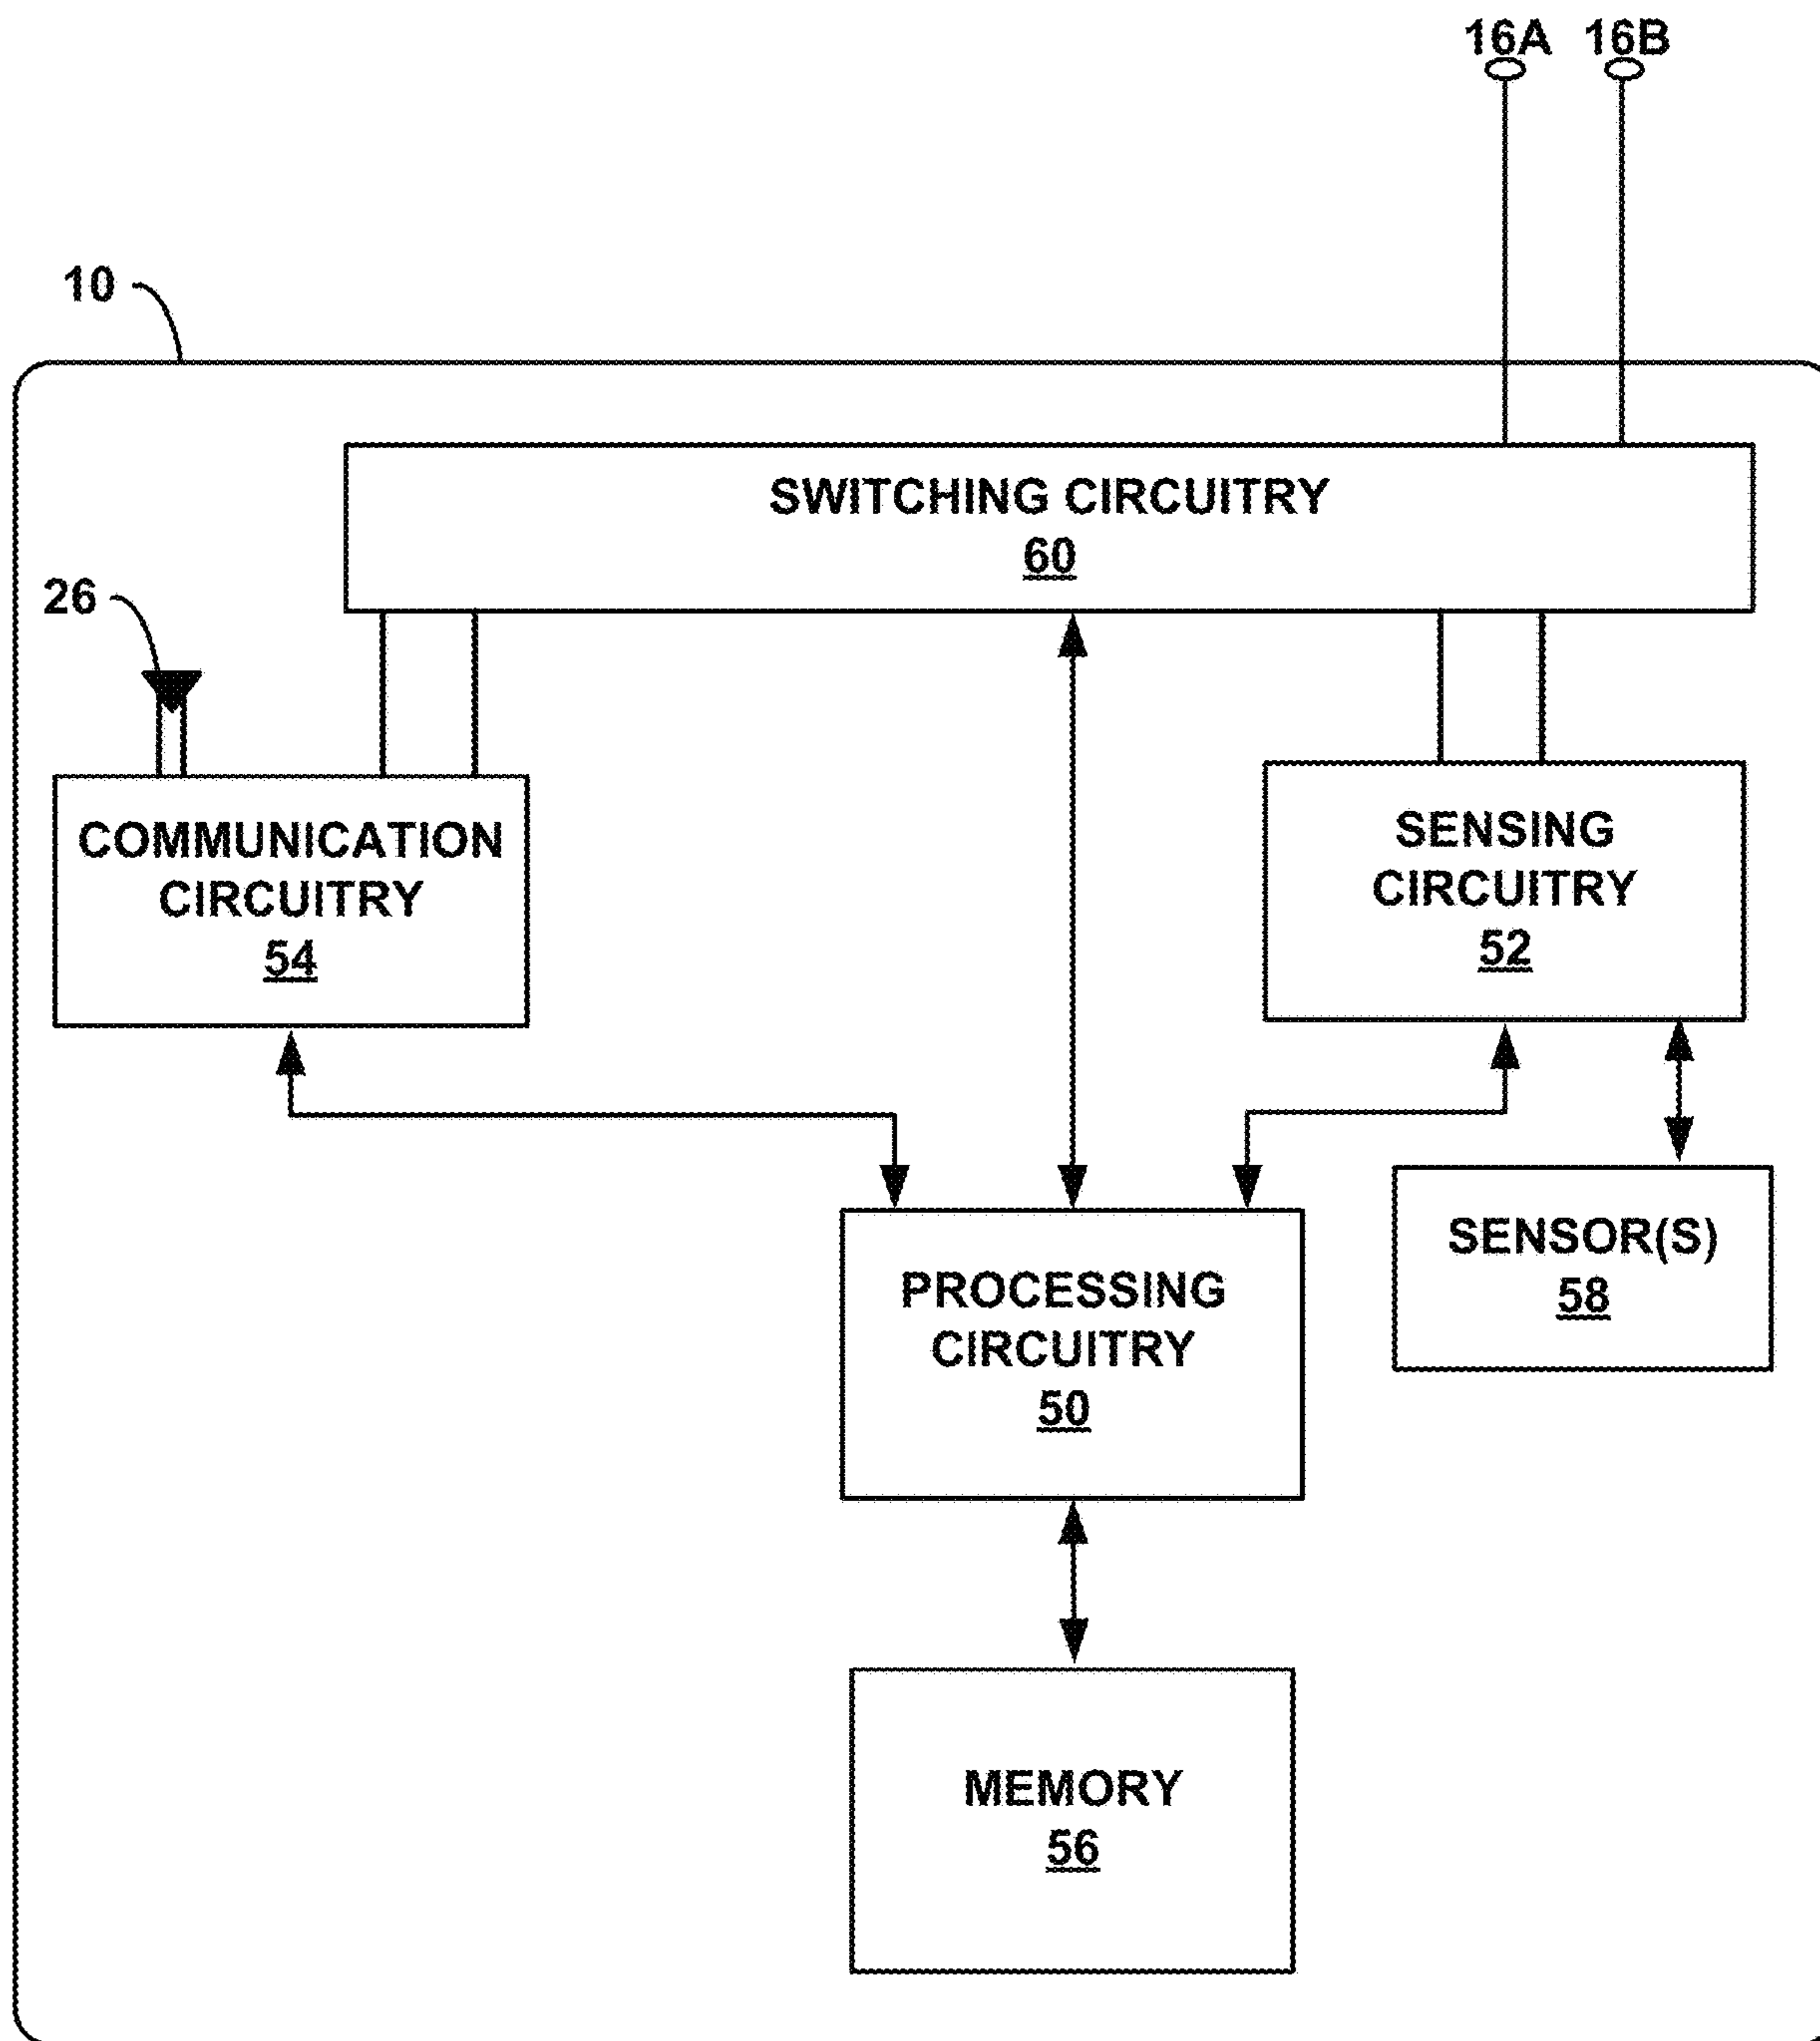 16A 16B
10
SWITCHING CIRCUITRY
60
26
COMMUNICATION
CIRCUITRY
54
SENSING
CIRCUITRY
52
SENSOR(S)
58
PROCESSING
CIRCUITRY
50
MEMORY
56